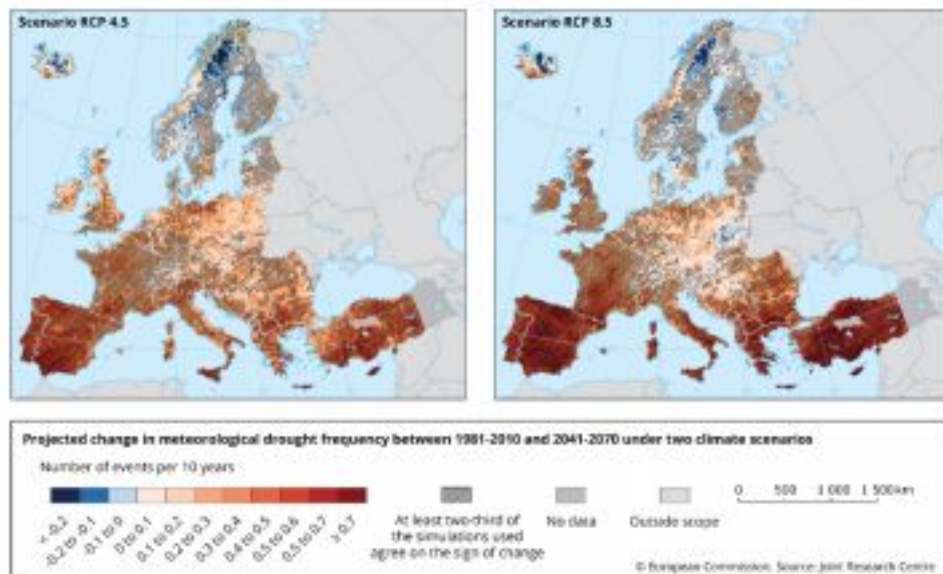 Scenario RCP 4.5
Scenario RCP 8.5
Projected change in meteorological drought frequency between 1981-2010 and 2041-2070 under two climate scenarios
Number of events per 10 years
< -0.2
-0.2 to -0.1
-0.1 to 0
0 to 0.1
0.1 to 0.2
0.2 to 0.3
0.3 to 0.4
0.4 to 0.5
0.5 to 0.6
0.5 to 0.7
≥ 0.7
At least two-third of
the simulations used
agree on the sign of change
No data
Outside scope
0 500 1 000 1 500 km
© European Commission. Source: Joint Research Centre